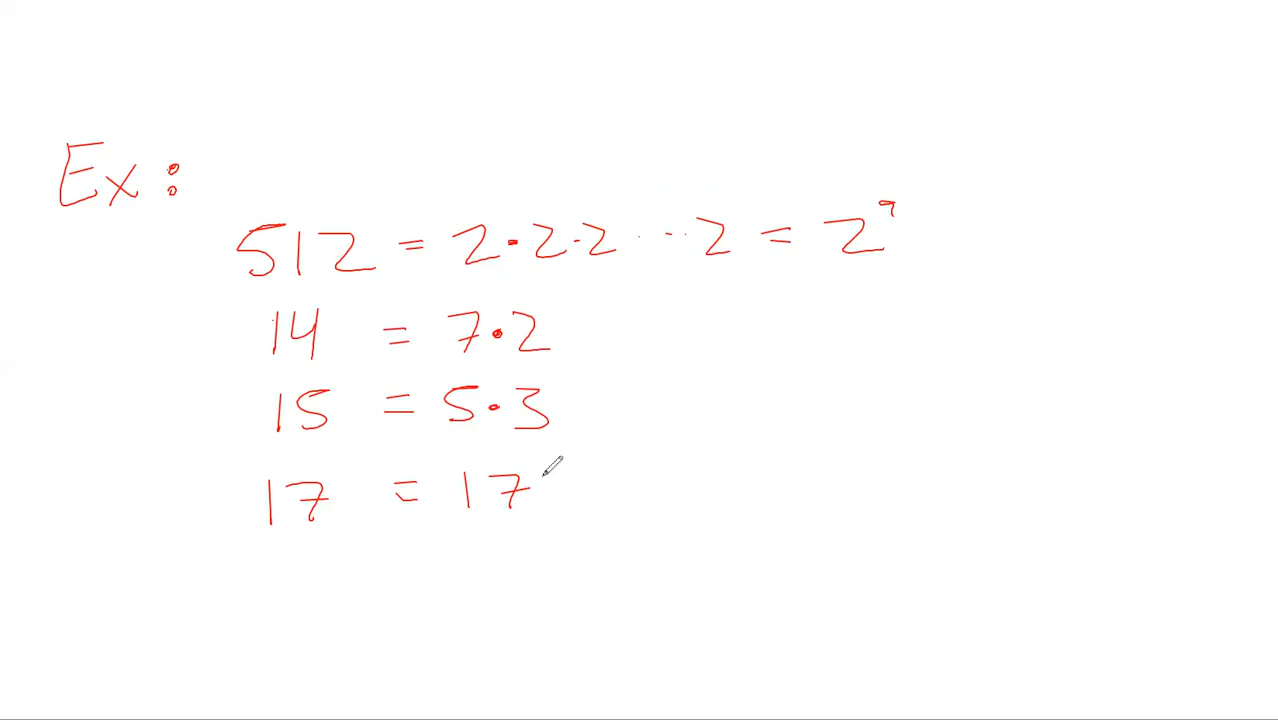 Ex:
512 = 2·2·2 ··· 2 = 2⁹
14 = 7·2
15 = 5·3
17 = 17